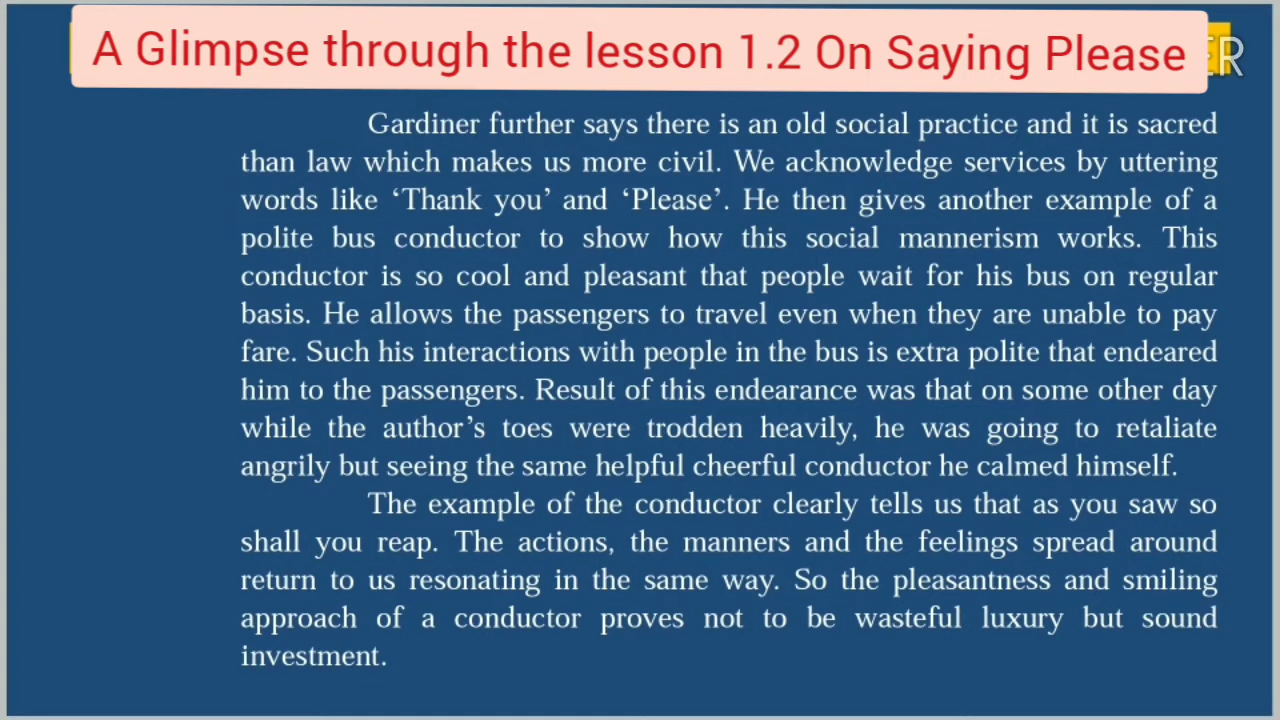 A Glimpse through the lesson 1.2 On Saying Please
Gardiner further says there is an old social practice and it is sacred
than law which makes us more civil. We acknowledge services by uttering
words like ‘Thank you’ and ‘Please’. He then gives another example of a
polite bus conductor to show how this social mannerism works. This
conductor is so cool and pleasant that people wait for his bus on regular
basis. He allows the passengers to travel even when they are unable to pay
fare. Such his interactions with people in the bus is extra polite that endeared
him to the passengers. Result of this endearance was that on some other day
while the author’s toes were trodden heavily, he was going to retaliate
angrily but seeing the same helpful cheerful conductor he calmed himself.
The example of the conductor clearly tells us that as you saw so
shall you reap. The actions, the manners and the feelings spread around
return to us resonating in the same way. So the pleasantness and smiling
approach of a conductor proves not to be wasteful luxury but sound
investment.